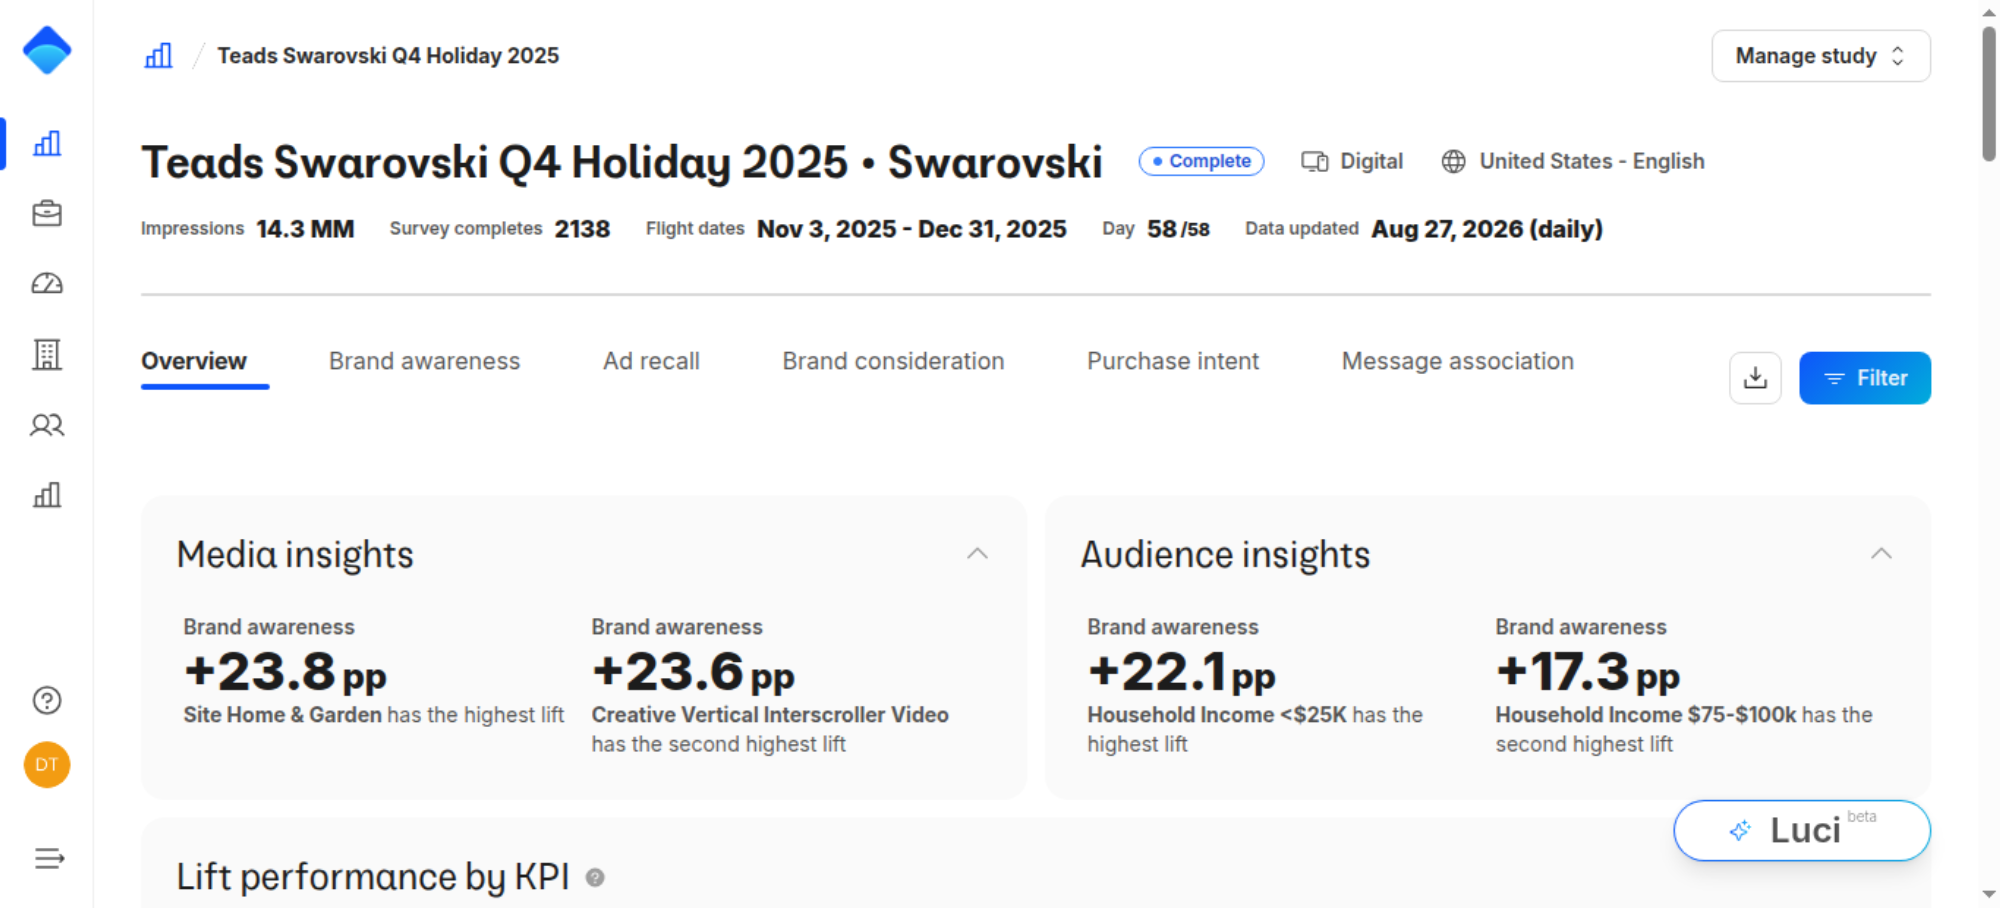 Teads Swarovski Q4 Holiday 2025
Manage study
Teads Swarovski Q4 Holiday 2025 • Swarovski
Complete
Digital
United States - English
Impressions 14.3 MM Survey completes 2138 Flight dates Nov 3, 2025 - Dec 31, 2025 Day 58/58 Data updated Aug 27, 2026 (daily)
Overview Brand awareness Ad recall Brand consideration Purchase intent Message association
Filter
Media insights
Brand awareness
+23.8 pp
Site Home & Garden has the highest lift
Brand awareness
+23.6 pp
Creative Vertical Interscroller Video
has the second highest lift
Audience insights
Brand awareness
+22.1 pp
Household Income <$25K has the
highest lift
Brand awareness
+17.3 pp
Household Income $75-$100k has the
second highest lift
Lift performance by KPI ?
Luci beta
?
DT